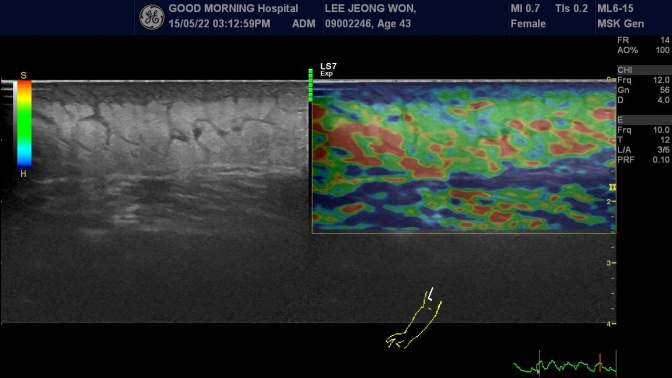 GE
GOOD MORNING Hospital
15/05/22 03:12:59PM ADM
LEE JEONG WON,
09002246, Age 43
Female
MI 0.7 TIs 0.2
ML6-15
MSK Gen
FR 14
AO% 100
CHI
Frq 12.0
Gn 56
D 4.0
E
Frq 10.0
T 12
L/A 3/5
PRF 0.10
S
H
LS7
Exp
0
1
2
3
4